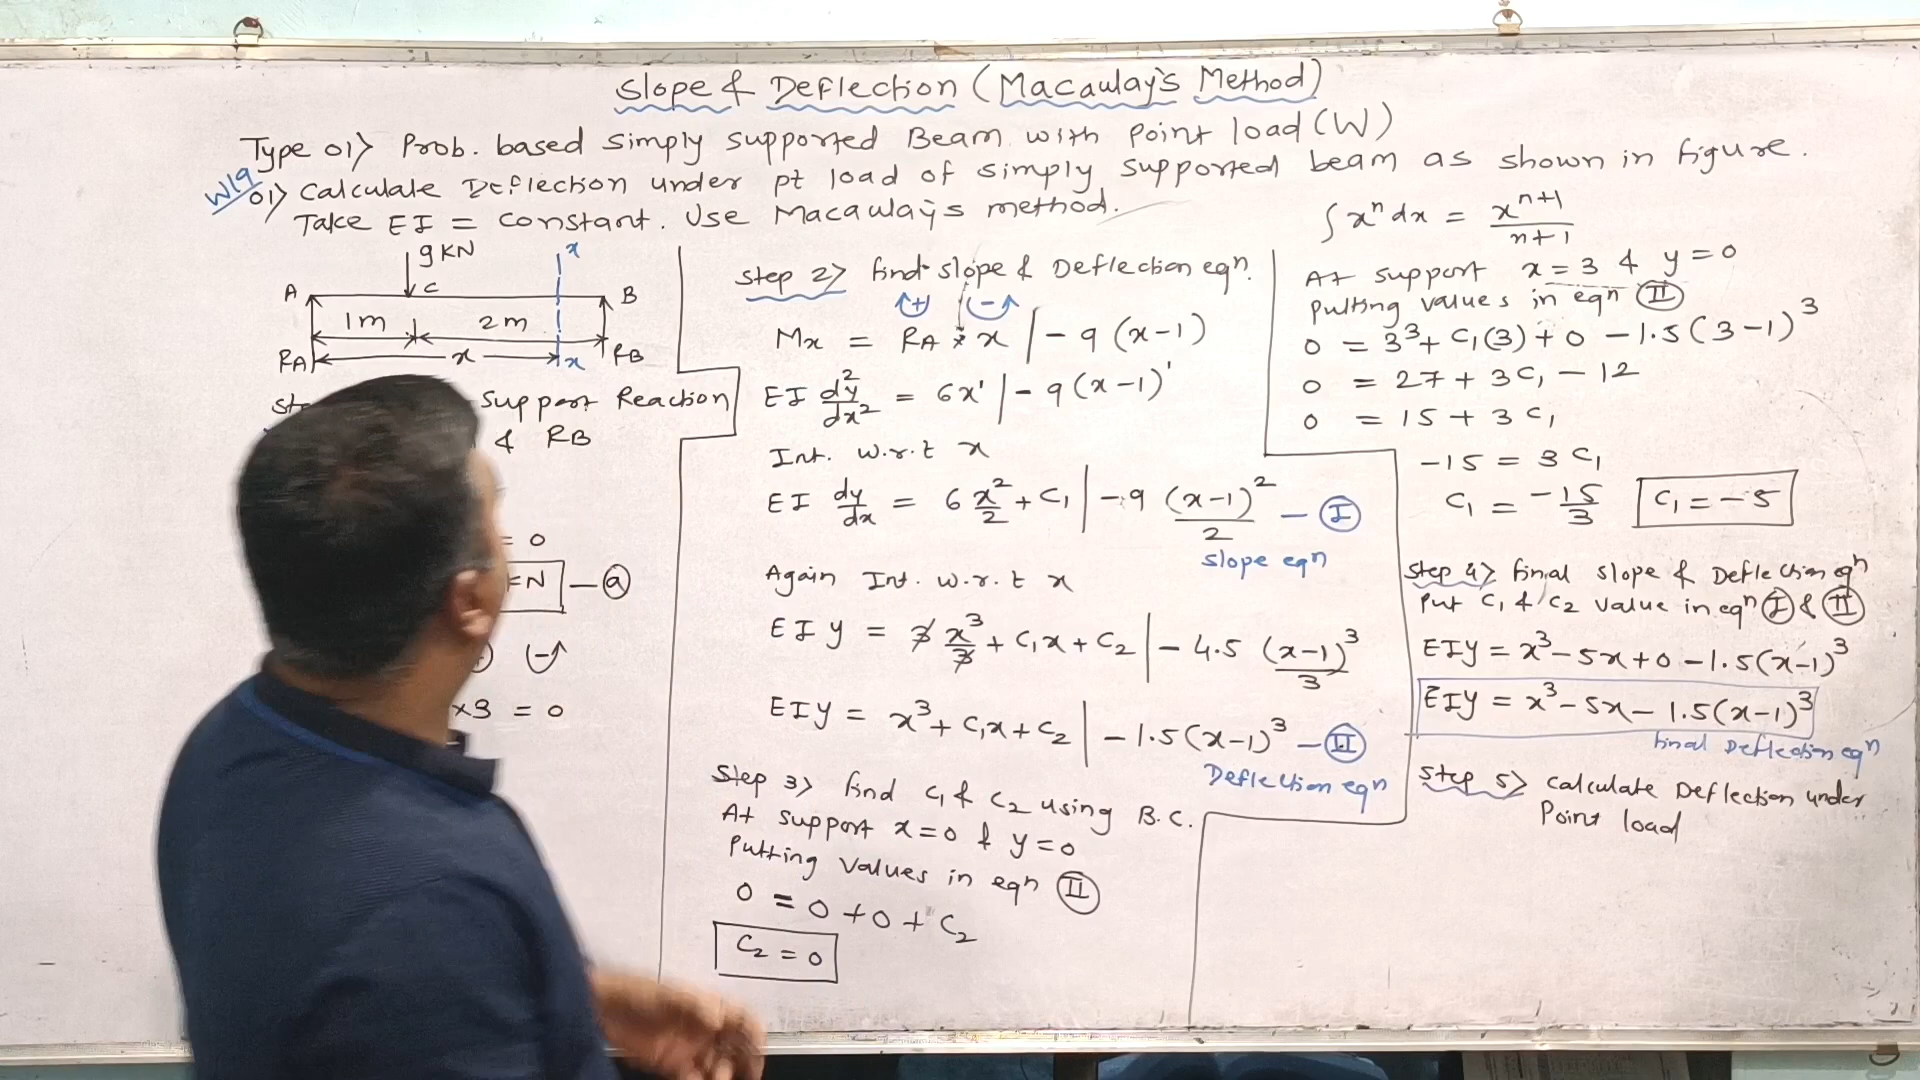 Slope & Deflection (Macaulay's Method)
Type 01> Prob. based simply supported Beam with point load (W)
W19
01> Calculate Deflection under pt load of simply supported beam as shown in figure.
Take EI = constant. Use Macaulay's method.
9KN
x
A
C
B
1m
2m
RA
x
x
RB
Support Reaction
& RB
= 0
KN — (a)
(-)
x3 = 0
Step 2> find slope & Deflection eqn.
(+) (-)
Mx = RA × x | - 9 (x-1)
EI d²y/dx² = 6x¹ | - 9 (x-1)¹
Int. w.r.t x
EI dy/dx = 6 x²/2 + C₁ | - 9 (x-1)²/2 — (I)
slope eqn
Again Int. w.r.t x
EIy = 3 x³/3 + C₁x + C₂ | - 4.5 (x-1)³/3
EIy = x³ + C₁x + C₂ | - 1.5(x-1)³ — (II)
Deflection eqn
Step 3> find C₁ & C₂ using B.C.
At support x=0 & y=0
Putting values in eqn (II)
0 = 0 + 0 + C₂
C₂ = 0
∫xⁿdx = xⁿ⁺¹/n+1
At support x=3 & y=0
putting values in eqn (II)
0 = 3³ + C₁(3) + 0 - 1.5(3-1)³
0 = 27 + 3C₁ - 12
0 = 15 + 3C₁
-15 = 3C₁
C₁ = -15/3 C₁ = -5
Step 4> final slope & Deflection eqn
Put C₁ & C₂ value in eqn (I) & (II)
EIy = x³ - 5x + 0 - 1.5(x-1)³
EIy = x³ - 5x - 1.5(x-1)³
final Deflection eqn
Step 5> Calculate Deflection under
Point load